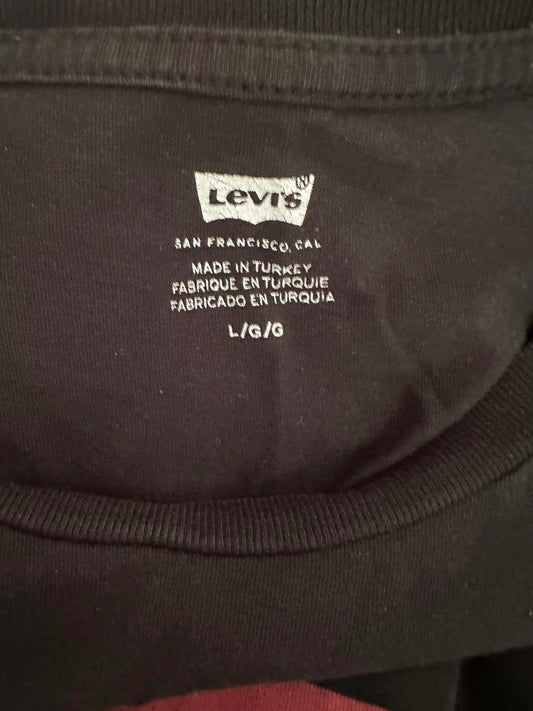 Levi's®
SAN FRANCISCO, CAL
MADE IN TURKEY
FABRIQUE EN TURQUIE
FABRICADO EN TURQUIA
L/G/G